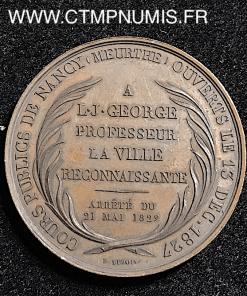 WWW.CTMPNUMIS.FR
COURS PUBLICS DE NANCY (MEURTHE) OUVERTS LE 13 DEC. 1827
A
L.J. GEORGE
PROFESSEUR
LA VILLE
RECONNAISSANTE
ARRÊTÉ DU
21 MAI 1829